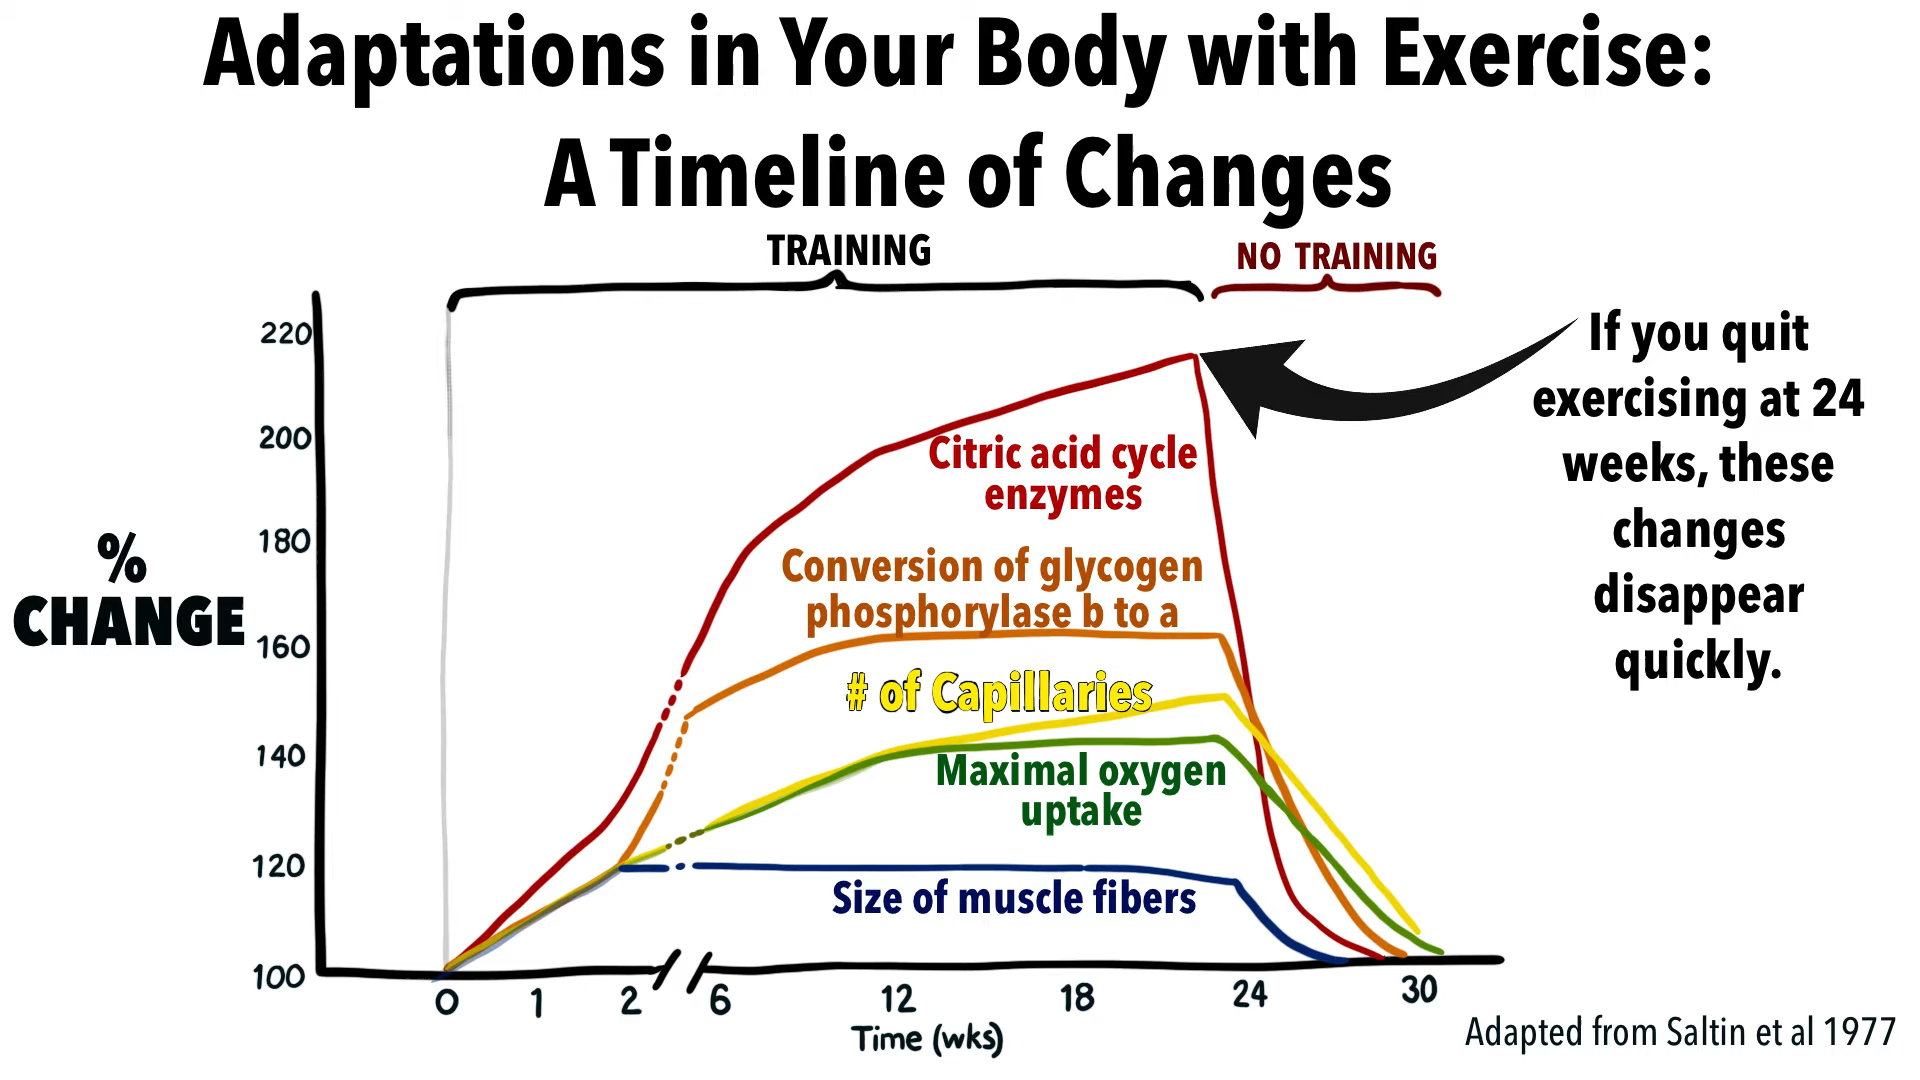 Adaptations in Your Body with Exercise:
A Timeline of Changes
TRAINING
NO TRAINING
If you quit
exercising at 24
weeks, these
changes
disappear
quickly.
%
CHANGE
220
200
180
160
140
120
100
Citric acid cycle
enzymes
Conversion of glycogen
phosphorylase b to a
# of Capillaries
Maximal oxygen
uptake
Size of muscle fibers
0 1 2 6 12 18 24 30
Time (wks)
Adapted from Saltin et al 1977